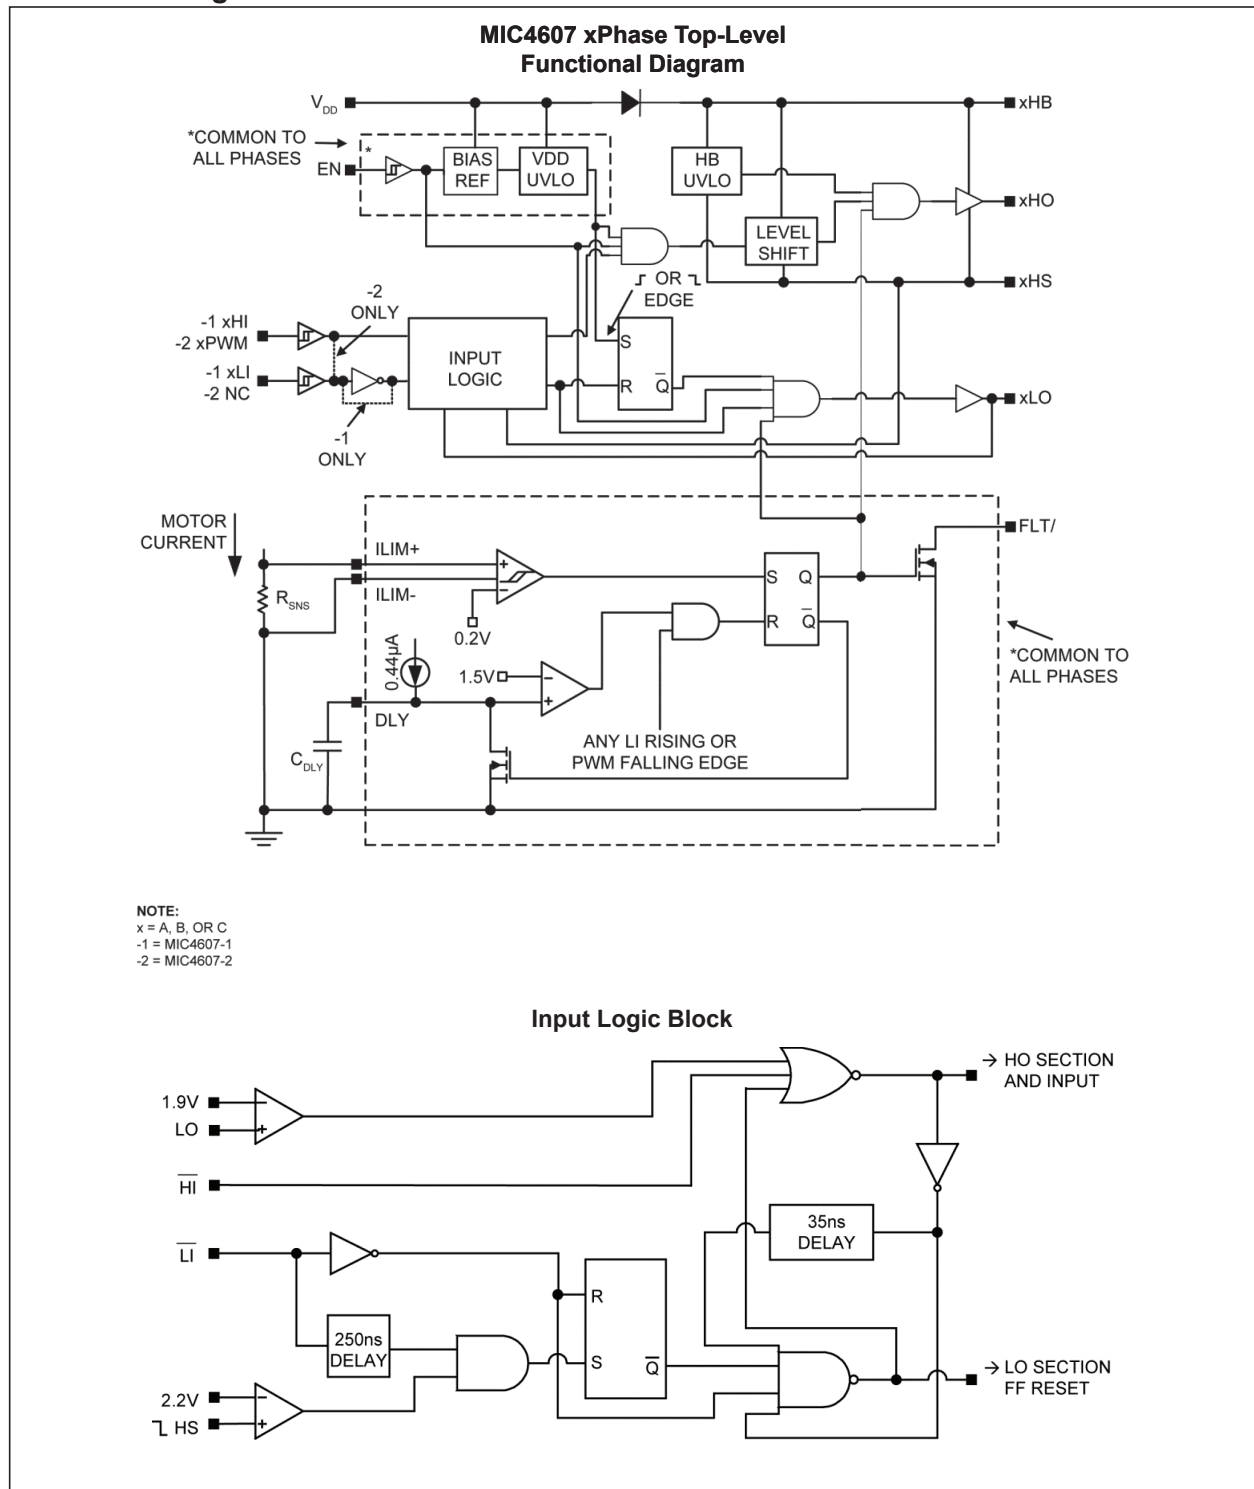 MIC4607 xPhase Top-Level
Functional Diagram
VDD
xHB
*COMMON TO
ALL PHASES
*
EN
BIAS
REF
VDD
UVLO
HB
UVLO
xHO
LEVEL
SHIFT
xHS
OR
EDGE
-2
ONLY
-1 xHI
-2 xPWM
-1 xLI
-2 NC
INPUT
LOGIC
S
R
Q̅
xLO
-1
ONLY
MOTOR
CURRENT
ILIM+
ILIM-
RSNS
+
-
0.2V
S
Q
R
Q̅
FLT/
*COMMON TO
ALL PHASES
0.44µA
1.5V
-
+
DLY
CDLY
ANY LI RISING OR
PWM FALLING EDGE
NOTE:
x = A, B, OR C
-1 = MIC4607-1
-2 = MIC4607-2
Input Logic Block
→ HO SECTION
AND INPUT
1.9V
-
LO
+
H̅I̅
35ns
DELAY
L̅I̅
R
S
Q̅
250ns
DELAY
→ LO SECTION
FF RESET
2.2V
-
HS
+